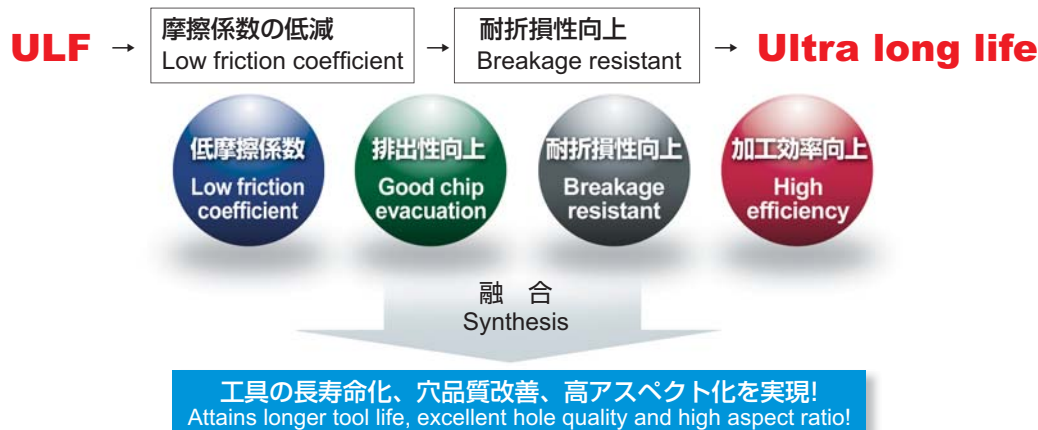 ULF → 摩擦係数の低減 → 耐折損性向上 → Ultra long life
Low friction coefficient
Breakage resistant
低摩擦係数
Low friction
coefficient
排出性向上
Good chip
evacuation
耐折損性向上
Breakage
resistant
加工効率向上
High
efficiency
融 合
Synthesis
工具の長寿命化、穴品質改善、高アスペクト化を実現!
Attains longer tool life, excellent hole quality and high aspect ratio!